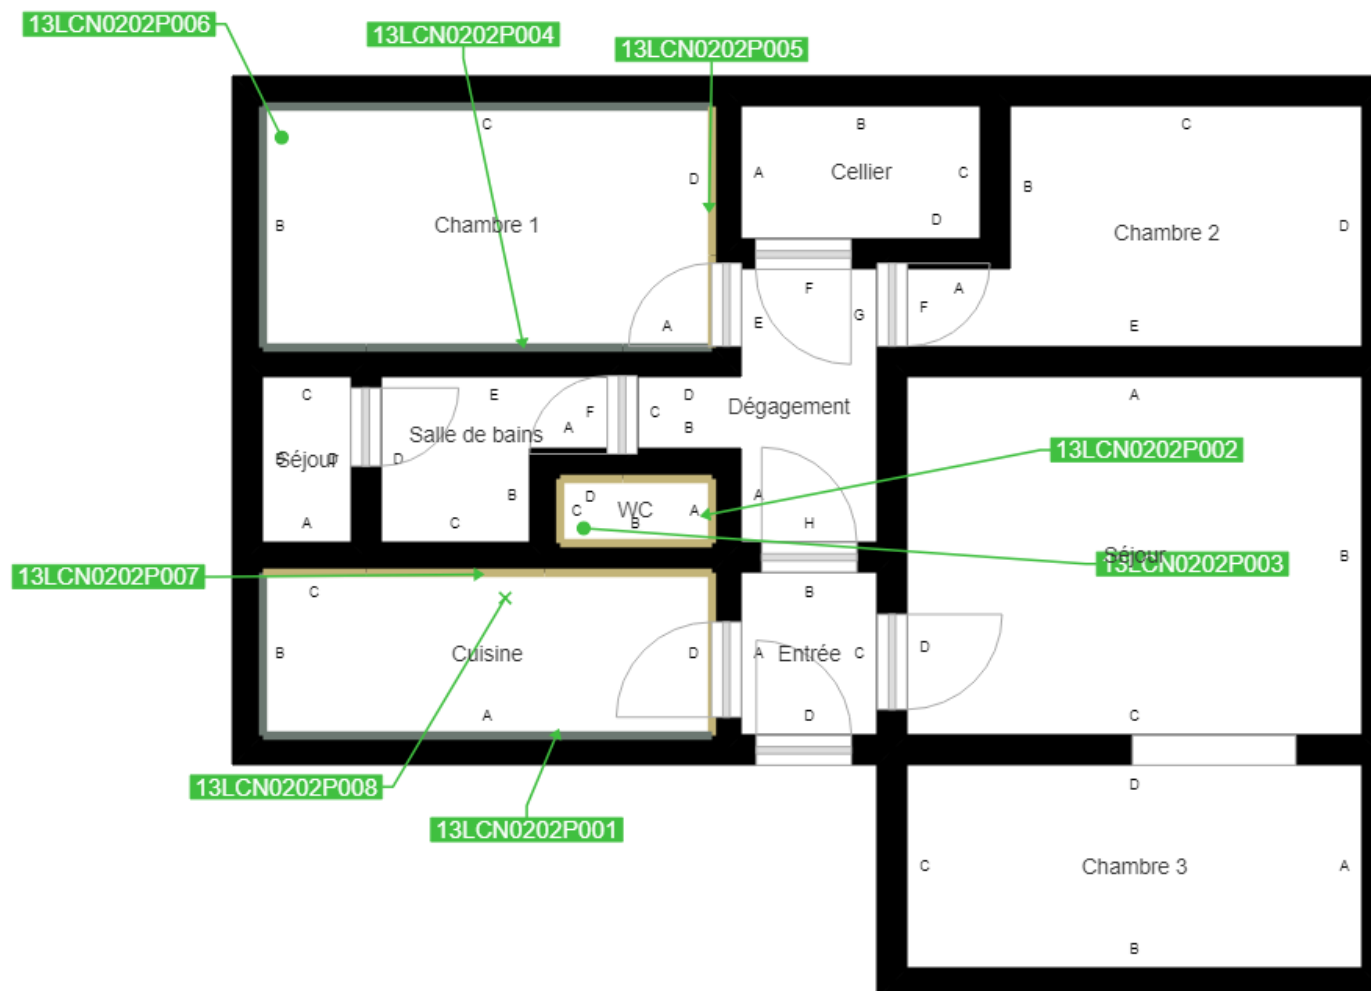 13LCN0202P006
13LCN0202P004
13LCN0202P005
C
B
C
D
A
Cellier
C
B
D
B
Chambre 1
D
Chambre 2
D
F
A
E
G
F
A
E
C
E
D
A
F
C
Dégagement
A
A
B
Salle de bains
13LCN0202P002
B
Séjour
D
D
B
D
WC
A
C
B
A
C
A
H
Séjour
B
13LCN0202P003
13LCN0202P007
C
B
B
Cuisine
D
A
Entrée
C
D
A
D
C
13LCN0202P008
D
13LCN0202P001
C
Chambre 3
A
B